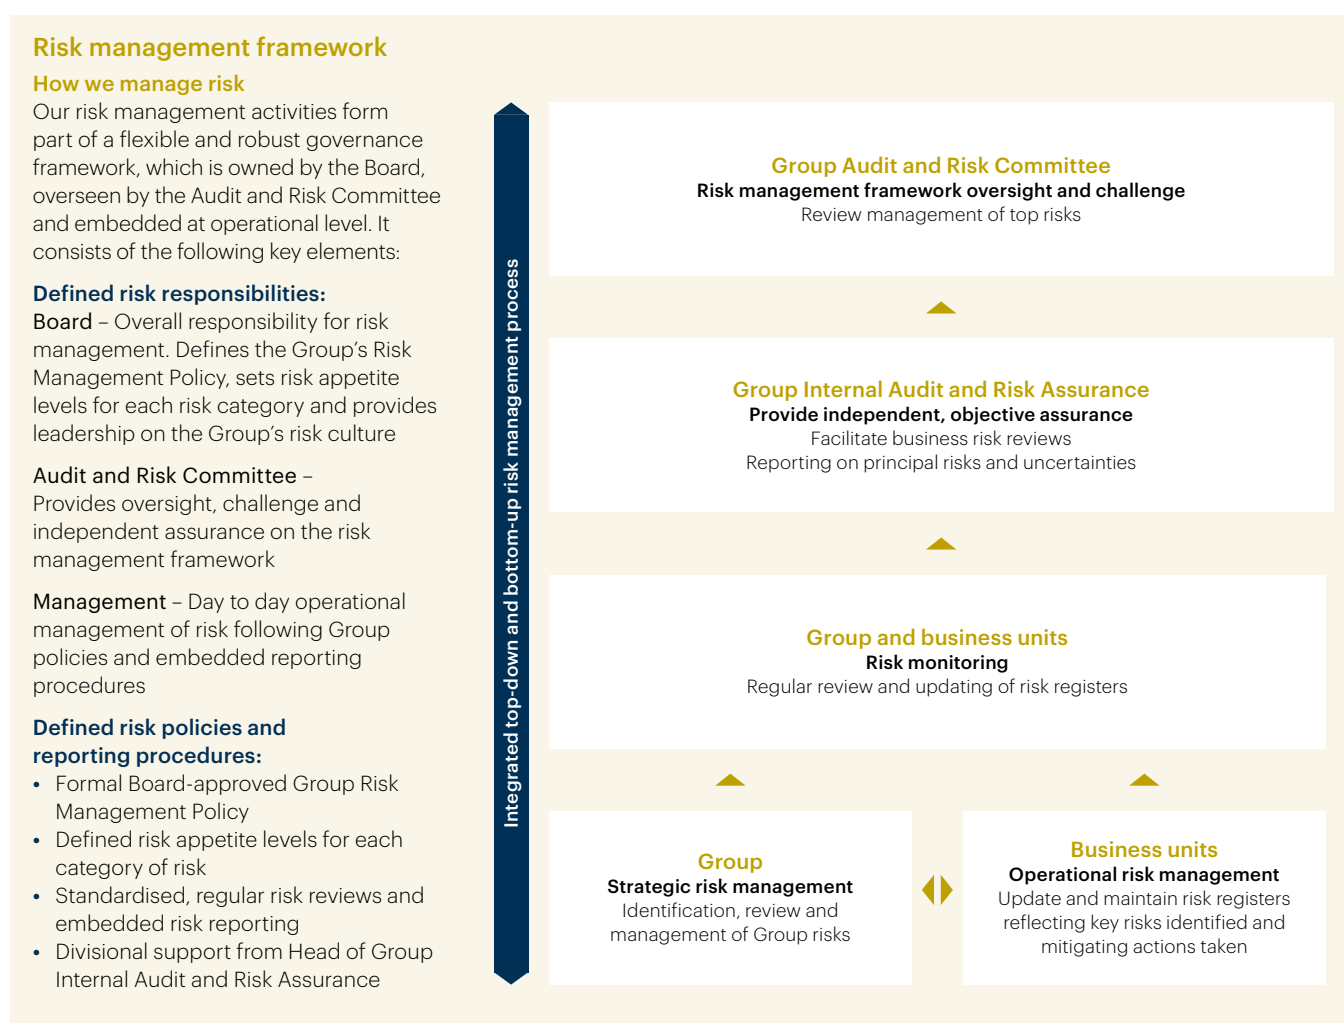 Risk management framework
How we manage risk
Our risk management activities form
part of a flexible and robust governance
framework, which is owned by the Board,
overseen by the Audit and Risk Committee
and embedded at operational level. It
consists of the following key elements:
Defined risk responsibilities:
Board – Overall responsibility for risk
management. Defines the Group’s Risk
Management Policy, sets risk appetite
levels for each risk category and provides
leadership on the Group’s risk culture
Audit and Risk Committee –
Provides oversight, challenge and
independent assurance on the risk
management framework
Management – Day to day operational
management of risk following Group
policies and embedded reporting
procedures
Defined risk policies and
reporting procedures:
• Formal Board-approved Group Risk
Management Policy
• Defined risk appetite levels for each
category of risk
• Standardised, regular risk reviews and
embedded risk reporting
• Divisional support from Head of Group
Internal Audit and Risk Assurance
Integrated top-down and bottom-up risk management process
Group Audit and Risk Committee
Risk management framework oversight and challenge
Review management of top risks
Group Internal Audit and Risk Assurance
Provide independent, objective assurance
Facilitate business risk reviews
Reporting on principal risks and uncertainties
Group and business units
Risk monitoring
Regular review and updating of risk registers
Group
Strategic risk management
Identification, review and
management of Group risks
Business units
Operational risk management
Update and maintain risk registers
reflecting key risks identified and
mitigating actions taken